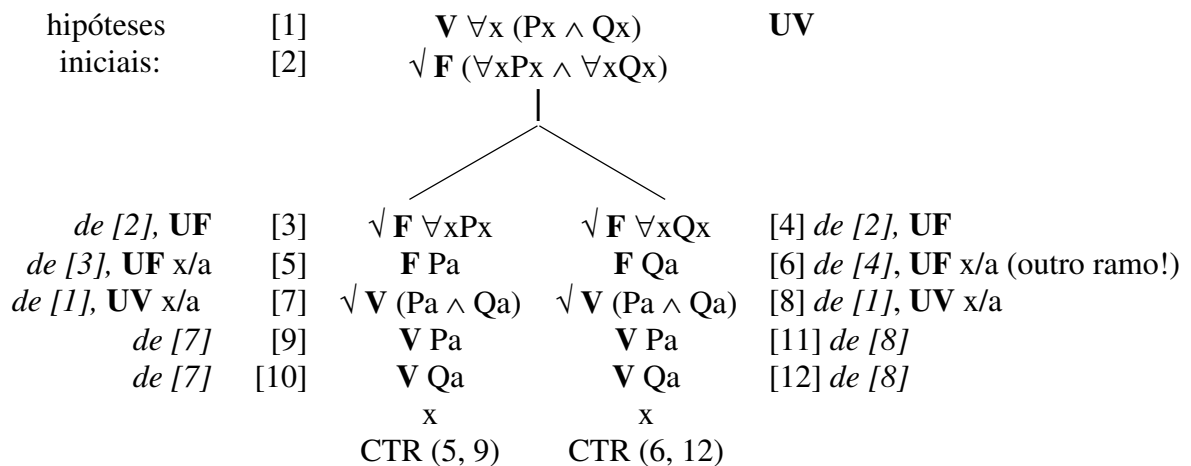 hipóteses [1] V ∀x (Px ∧ Qx) UV
iniciais: [2] √ F (∀xPx ∧ ∀xQx)
de [2], UF [3] √ F ∀xPx √ F ∀xQx [4] de [2], UF
de [3], UF x/a [5] F Pa F Qa [6] de [4], UF x/a (outro ramo!)
de [1], UV x/a [7] √ V (Pa ∧ Qa) √ V (Pa ∧ Qa) [8] de [1], UV x/a
de [7] [9] V Pa V Pa [11] de [8]
de [7] [10] V Qa V Qa [12] de [8]
x x
CTR (5, 9) CTR (6, 12)